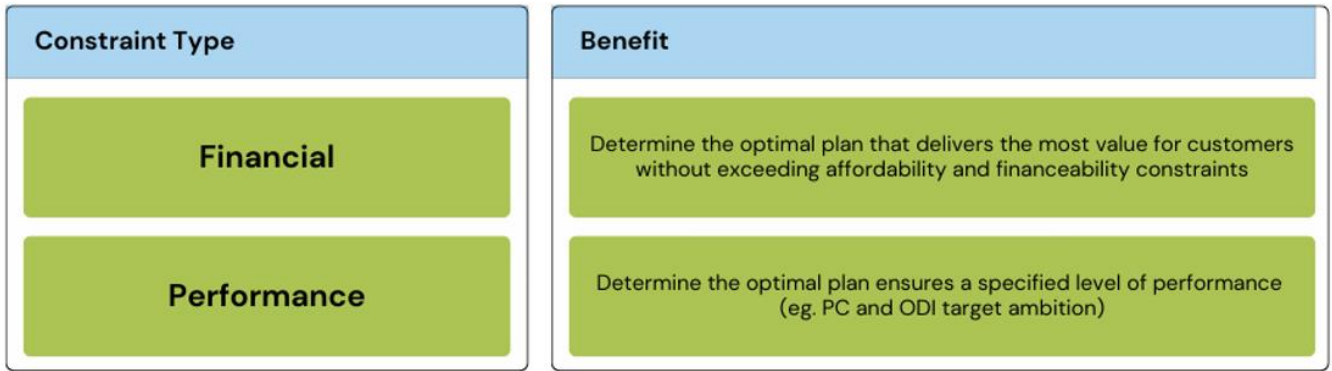 Constraint Type
Benefit
Financial
Determine the optimal plan that delivers the most value for customers
without exceeding affordability and financeability constraints
Performance
Determine the optimal plan ensures a specified level of performance
(eg. PC and ODI target ambition)